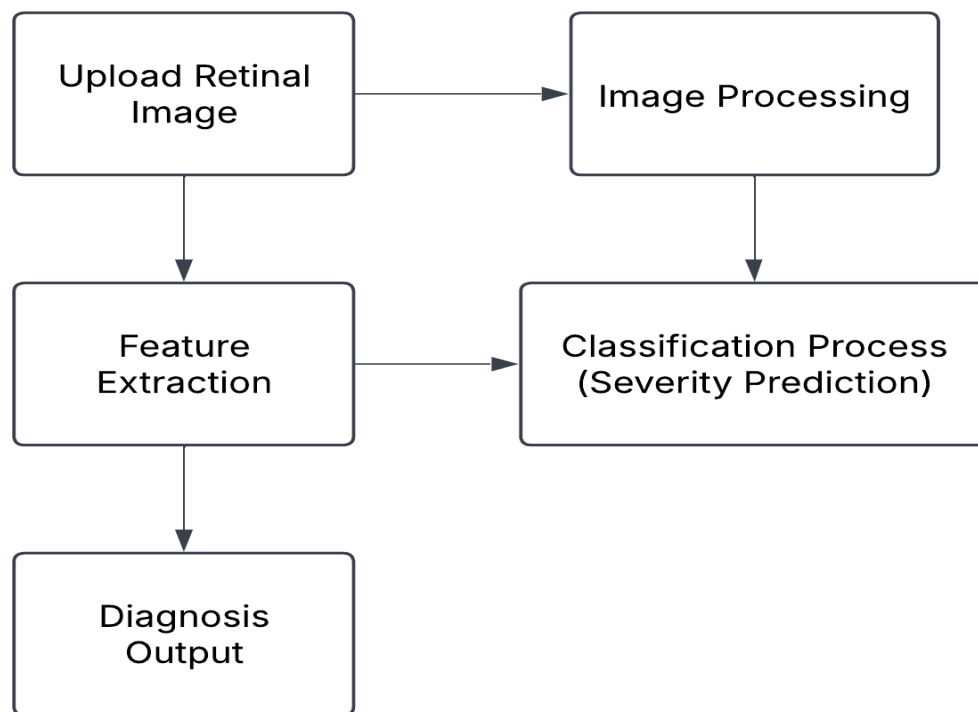 Upload Retinal
Image
Image Processing
Feature
Extraction
Classification Process
(Severity Prediction)
Diagnosis
Output